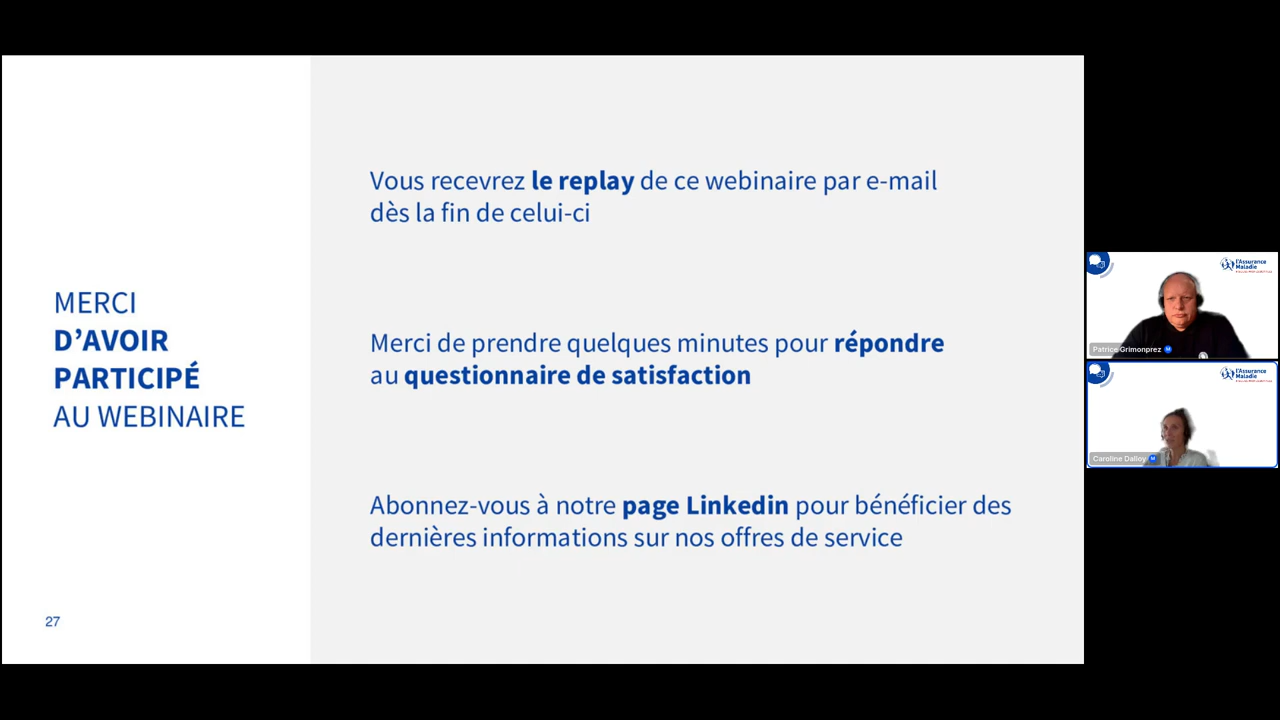 MERCI
D’AVOIR
PARTICIPÉ
AU WEBINAIRE
27
Vous recevrez le replay de ce webinaire par e-mail
dès la fin de celui-ci
Merci de prendre quelques minutes pour répondre
au questionnaire de satisfaction
Abonnez-vous à notre page Linkedin pour bénéficier des
dernières informations sur nos offres de service
l'Assurance
Maladie
Patrice Grimonprez
l'Assurance
Maladie
Caroline Dalloy